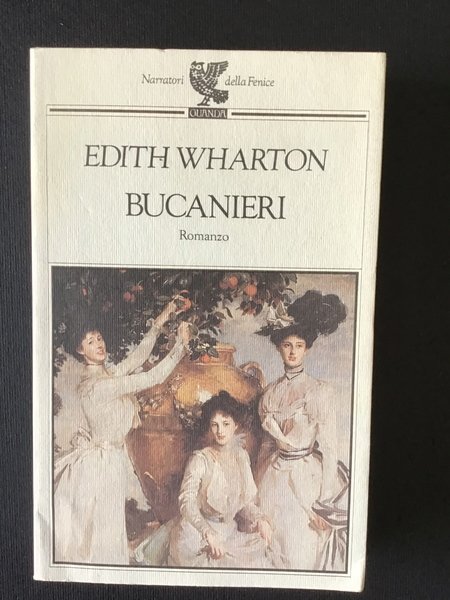 Narratori della Fenice
GUANDA
EDITH WHARTON
BUCANIERI
Romanzo